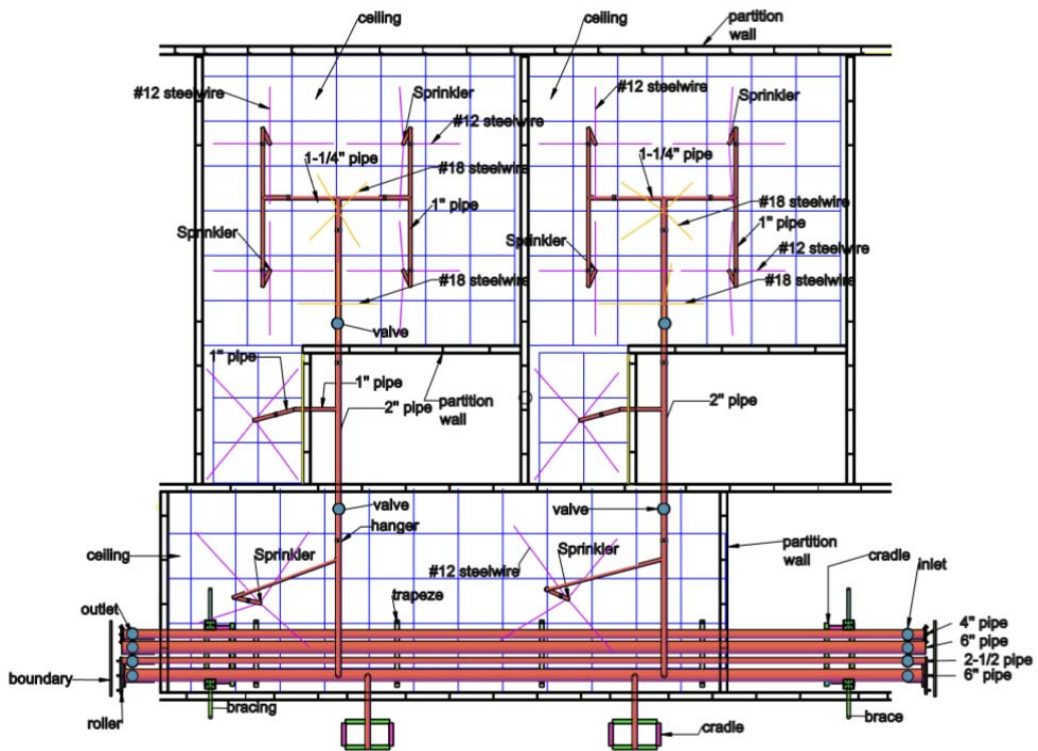 ceiling
ceiling
partition
wall
#12 steelwire
Sprinkler
#12 steelwire
#12 steelwire
Sprinkler
1-1/4" pipe
1-1/4" pipe
#18 steelwire
1" pipe
#18 steelwire
1" pipe
Sprinkler
Sprinkler
#12 steelwire
#18 steelwire
#18 steelwire
valve
1" pipe
1" pipe
2" pipe
partition
wall
2" pipe
valve
valve
hanger
ceiling
Sprinkler
#12 steelwire
Sprinkler
partition
wall
cradle
inlet
outlet
trapeze
4" pipe
6" pipe
2-1/2 pipe
6" pipe
boundary
roller
bracing
cradle
brace